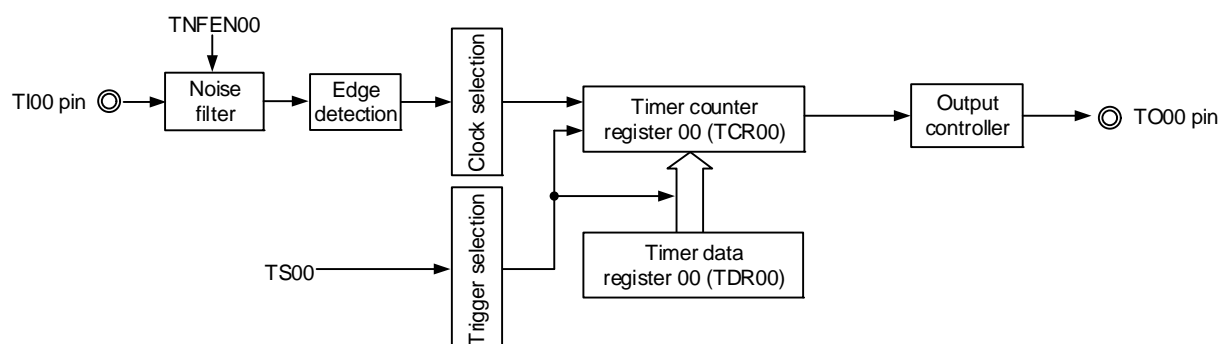 TNFEN00
TI00 pin
Noise
filter
Edge
detection
Clock selection
Timer counter
register 00 (TCR00)
Output
controller
TO00 pin
TS00
Trigger selection
Timer data
register 00 (TDR00)